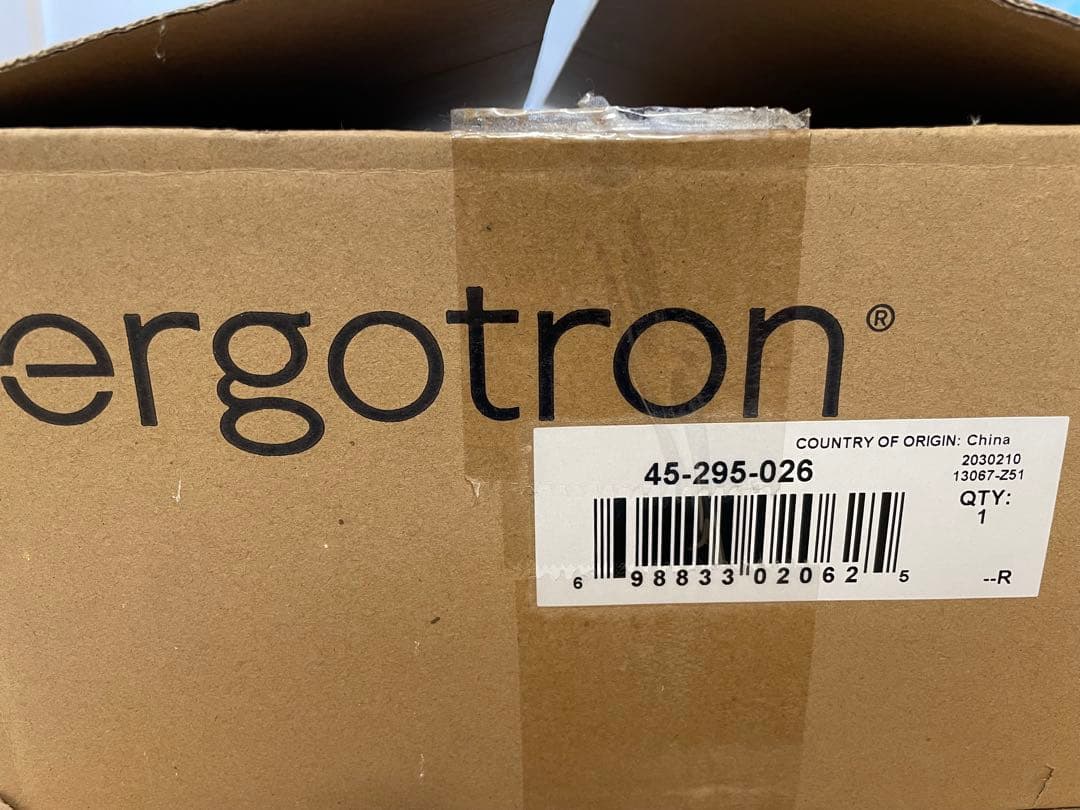 ergotron®
COUNTRY OF ORIGIN: China
45-295-026
2030210
13067-Z51
QTY:
1
6 98833 02062 5
--R